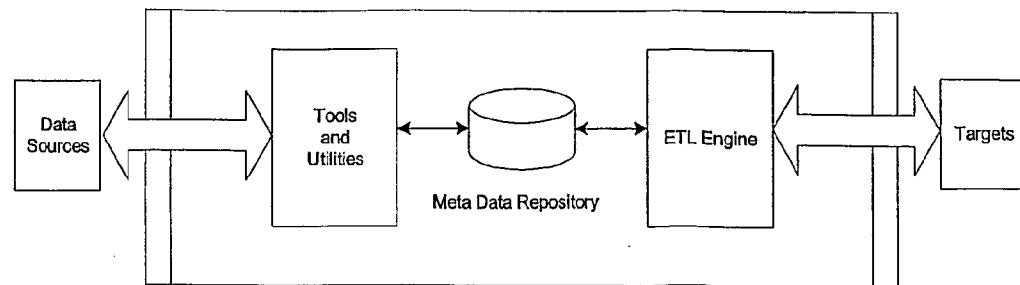 Data
Sources
Tools
and
Utilities
Meta Data Repository
ETL Engine
Targets